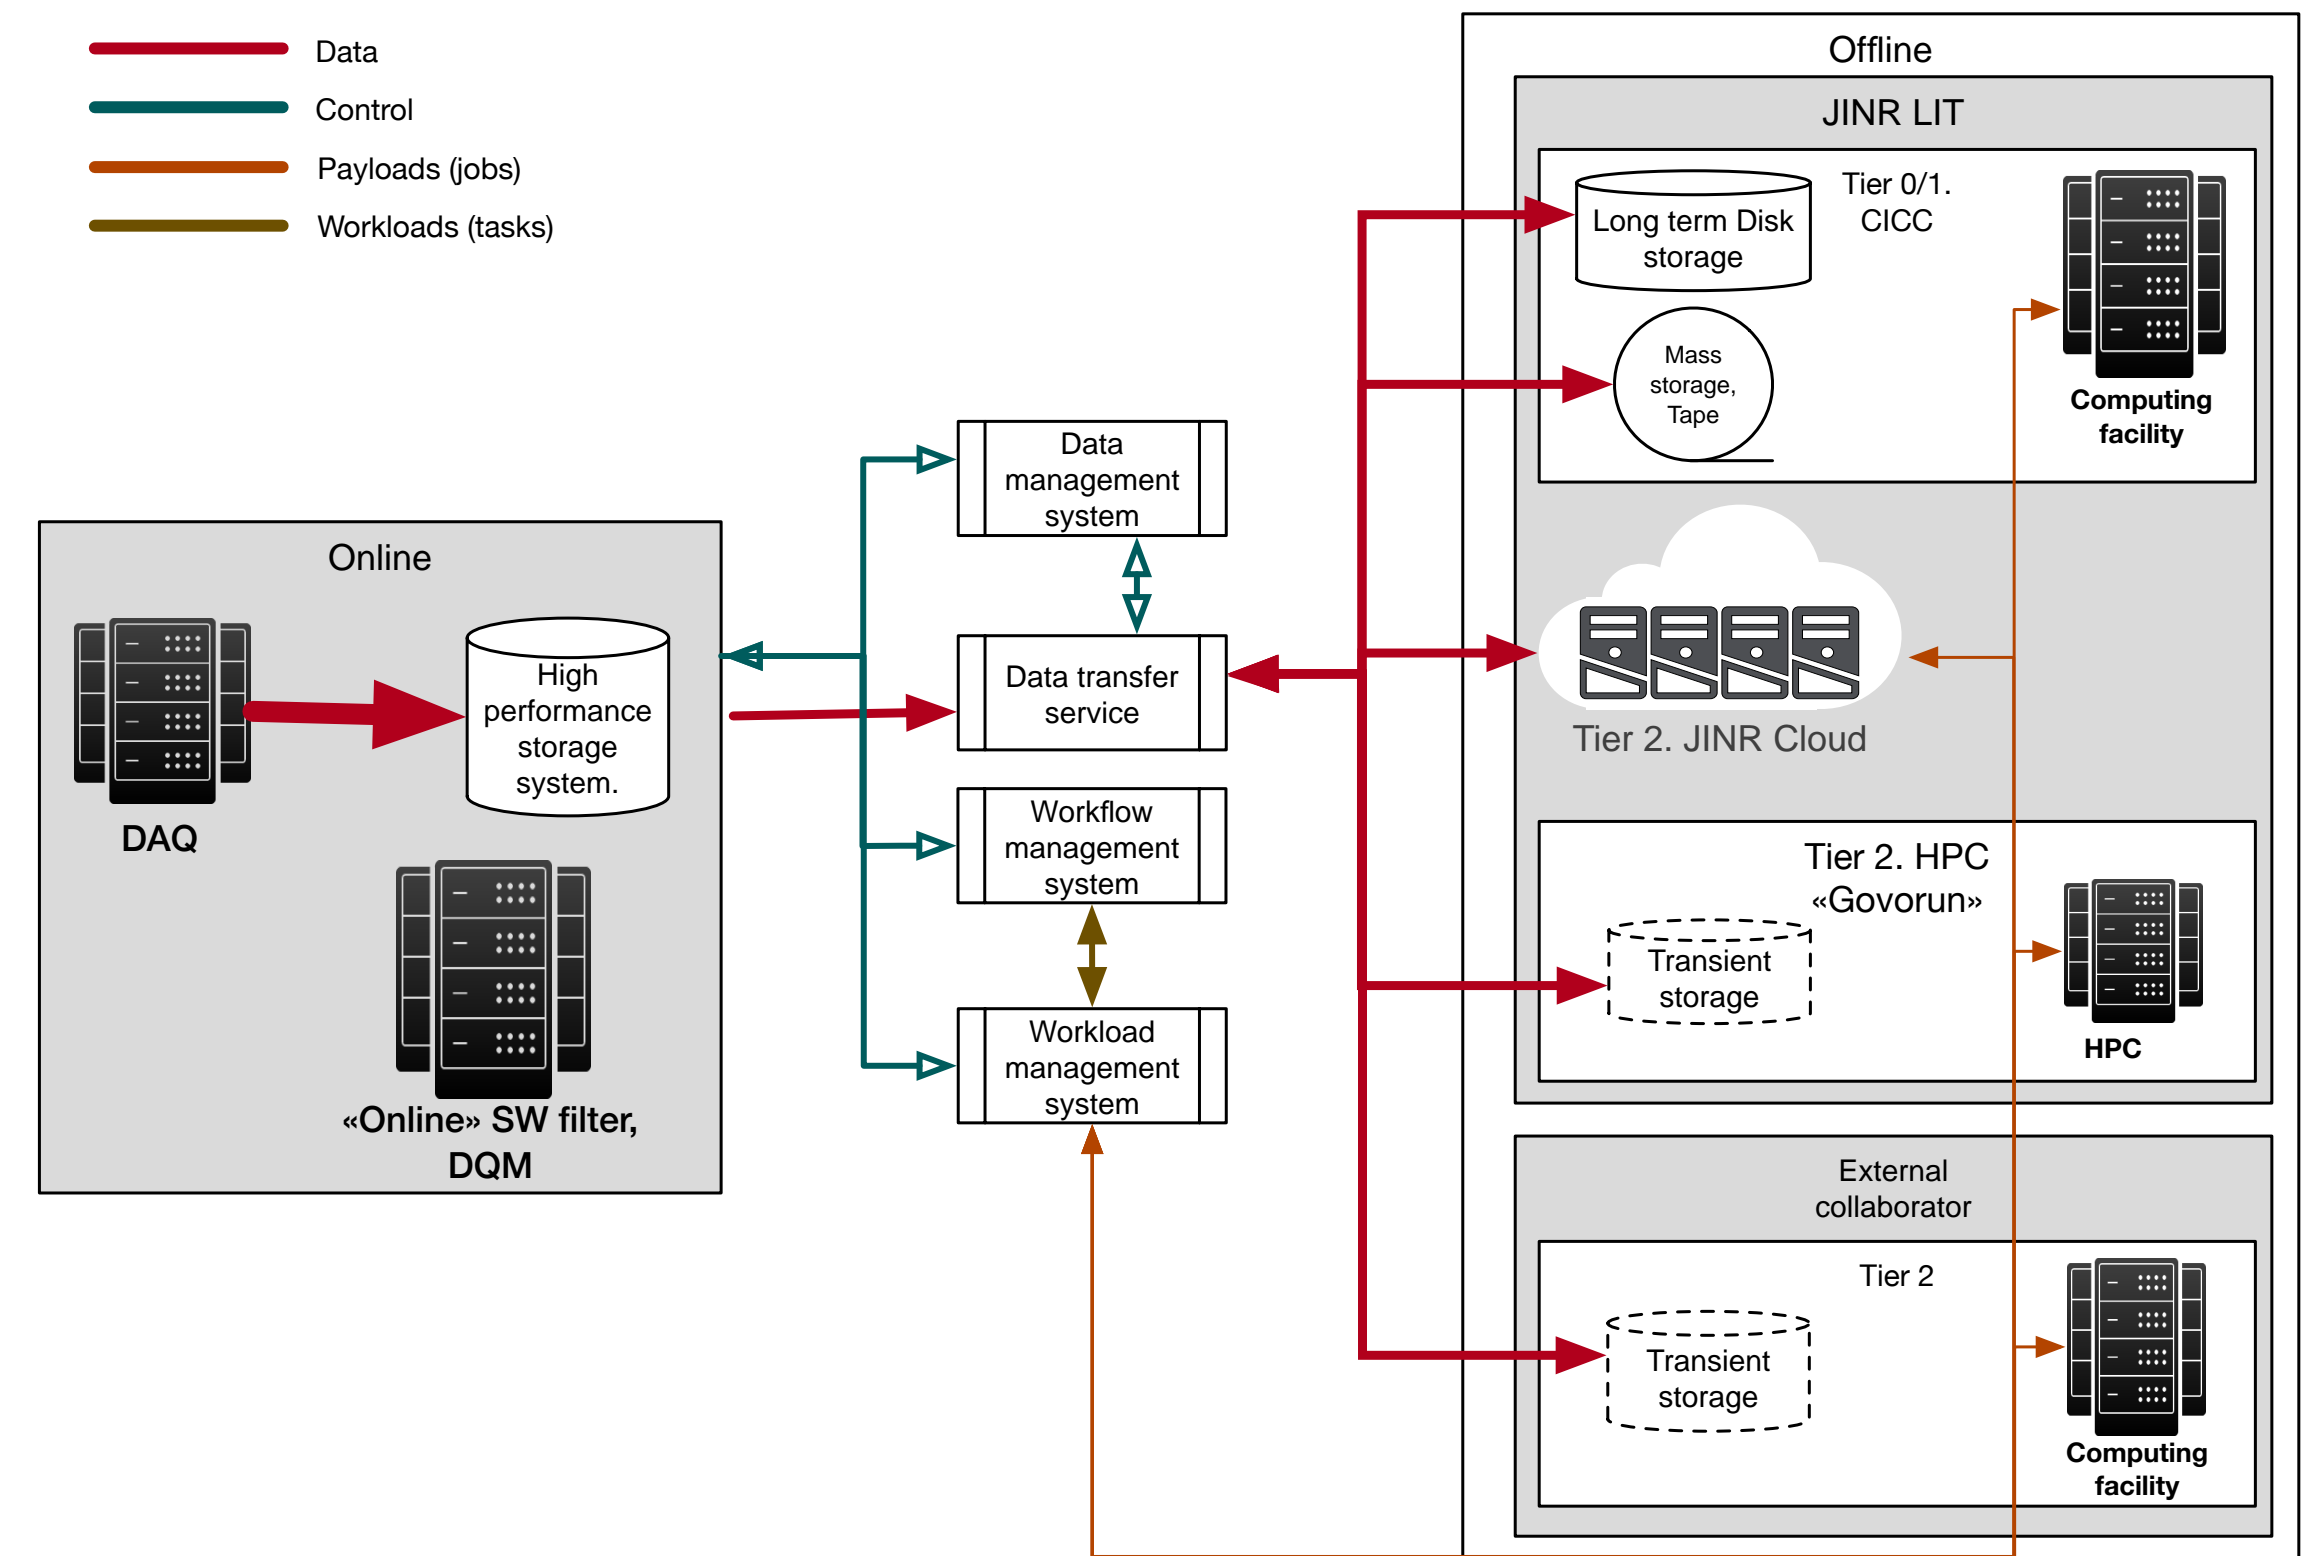 Data
Control
Payloads (jobs)
Workloads (tasks)
Online
DAQ
High
performance
storage
system.
«Online» SW filter,
DQM
Data
management
system
Data transfer
service
Workflow
management
system
Workload
management
system
Offline
JINR LIT
Tier 0/1.
CICC
Long term Disk
storage
Mass
storage,
Tape
Computing
facility
Tier 2. JINR Cloud
Tier 2. HPC
«Govorun»
Transient
storage
HPC
External
collaborator
Tier 2
Transient
storage
Computing
facility